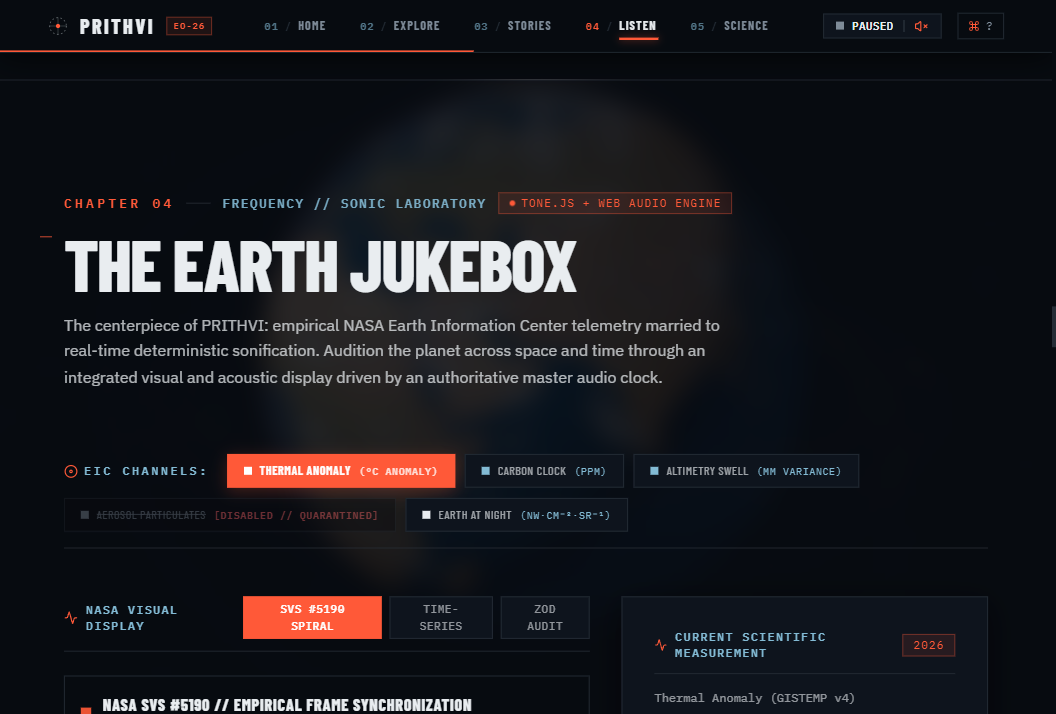 PRITHVI EO-26 01 / HOME 02 / EXPLORE 03 / STORIES 04 / LISTEN 05 / SCIENCE PAUSED | ⌘ ?
CHAPTER 04 FREQUENCY // SONIC LABORATORY TONE.JS + WEB AUDIO ENGINE
THE EARTH JUKEBOX
The centerpiece of PRITHVI: empirical NASA Earth Information Center telemetry married to
real-time deterministic sonification. Audition the planet across space and time through an
integrated visual and acoustic display driven by an authoritative master audio clock.
EIC CHANNELS: THERMAL ANOMALY (°C ANOMALY) CARBON CLOCK (PPM) ALTIMETRY SWELL (MM VARIANCE)
AEROSOL PARTICULATES [DISABLED // QUARANTINED] EARTH AT NIGHT (NW·CM⁻²·SR⁻¹)
NASA VISUAL
DISPLAY
SVS #5190
SPIRAL
TIME-
SERIES
ZOD
AUDIT
NASA SVS #5190 // EMPIRICAL FRAME SYNCHRONIZATION
CURRENT SCIENTIFIC
MEASUREMENT
2026
Thermal Anomaly (GISTEMP v4)